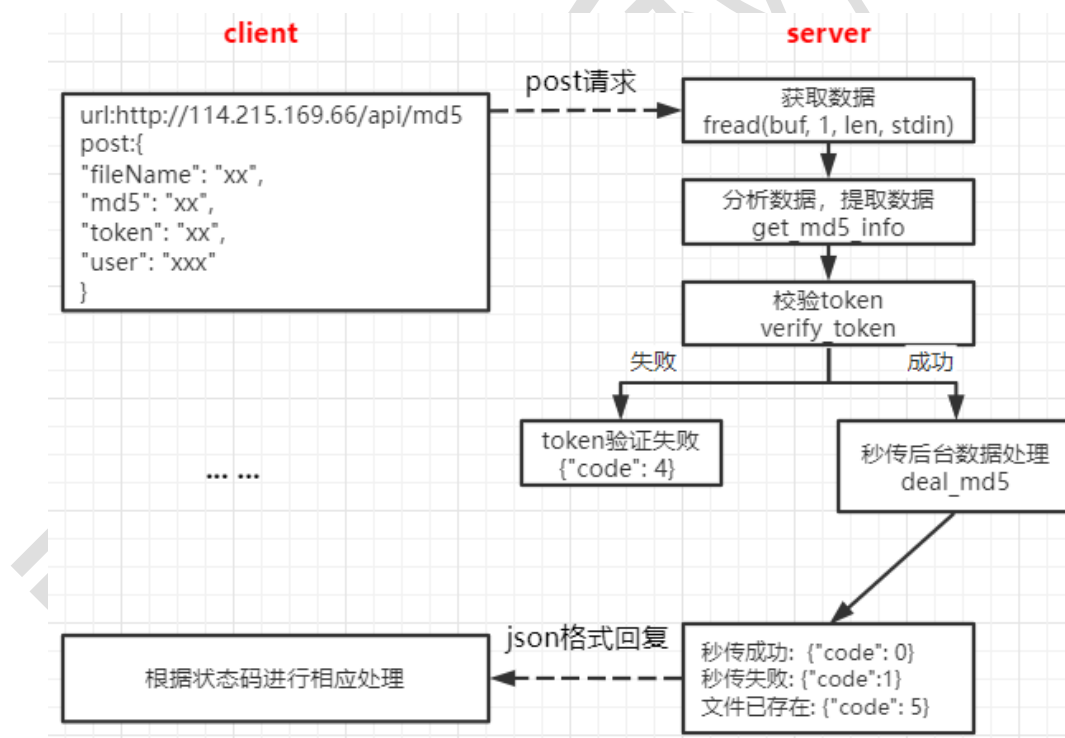 client
server
post请求
url:http://114.215.169.66/api/md5
post:{
"fileName": "xx",
"md5": "xx",
"token": "xx",
"user": "xxx"
}
获取数据
fread(buf, 1, len, stdin)
分析数据，提取数据
get_md5_info
校验token
verify_token
失败
成功
token验证失败
{"code": 4}
秒传后台数据处理
deal_md5
... ...
json格式回复
根据状态码进行相应处理
秒传成功: {"code": 0}
秒传失败: {"code":1}
文件已存在: {"code": 5}